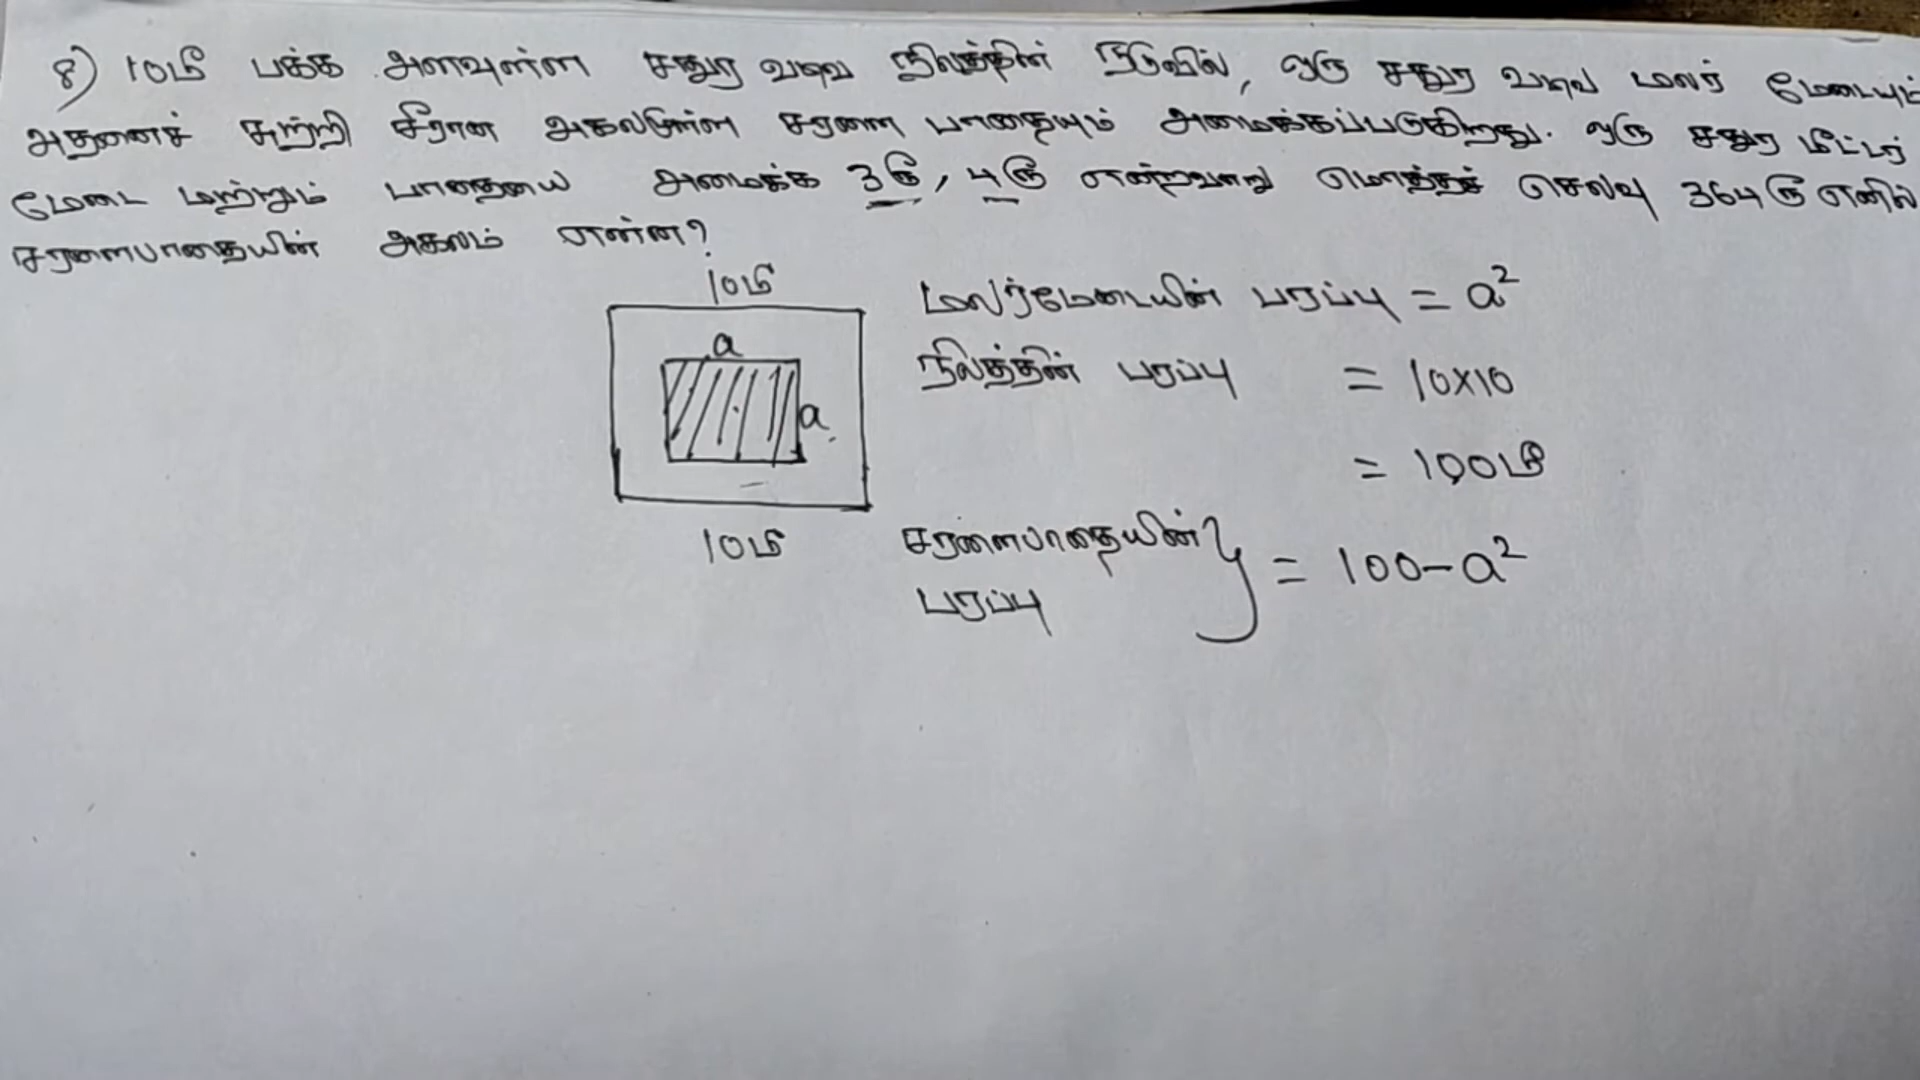 8) 10மீ பக்க அளவுள்ள சதுர வடிவ நிலத்தின் நடுவில், ஒரு சதுர வடிவ மலர் மேடையும்
அதனைச் சுற்றி சீரான அகலமுள்ள சரளை பாதையும் அமைக்கப்படுகிறது. ஒரு சதுர மீட்டர்
மேடை மற்றும் பாதையை அமைக்க 3ரூ, 4ரூ என்றவாறு மொத்தச் செலவு 364ரூ எனில்
சரளைபாதையின் அகலம் என்ன?
10மீ
a
a
10மீ
மலர்மேடையின் பரப்பு = a²
நிலத்தின் பரப்பு = 10x10
= 100மீ
சரளைபாதையின் பரப்பு } = 100-a²